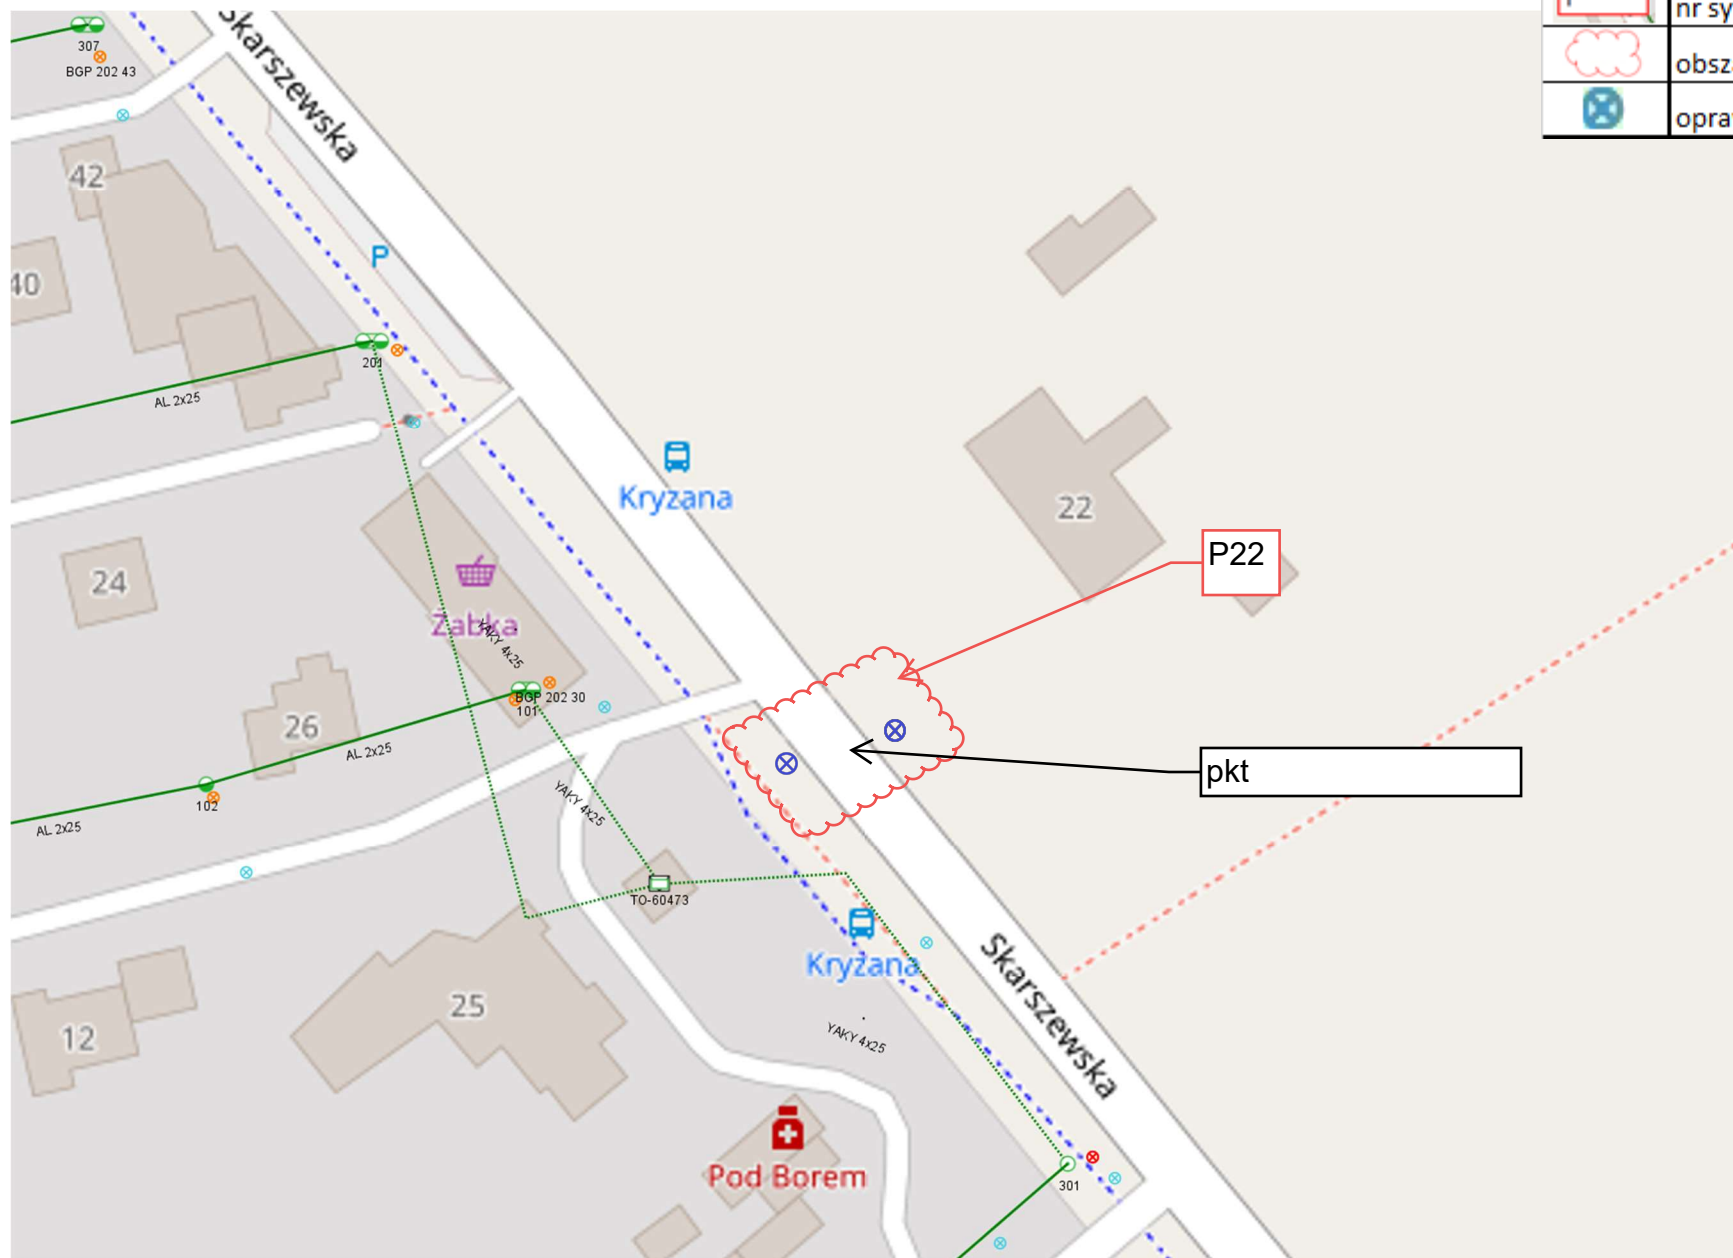 nr sy
obsz
opra
Skarszewska
307
BGP 202 43
42
40
P
201
AL 2x25
Kryzana
22
P22
24
Żabka
YAKY 4x25
BGP 202 30
101
26
AL 2x25
pkt
102
AL 2x25
YAKY 4x25
TO-60473
Kryzana
Skarszewska
25
12
YAKY 4x25
Pod Borem
301